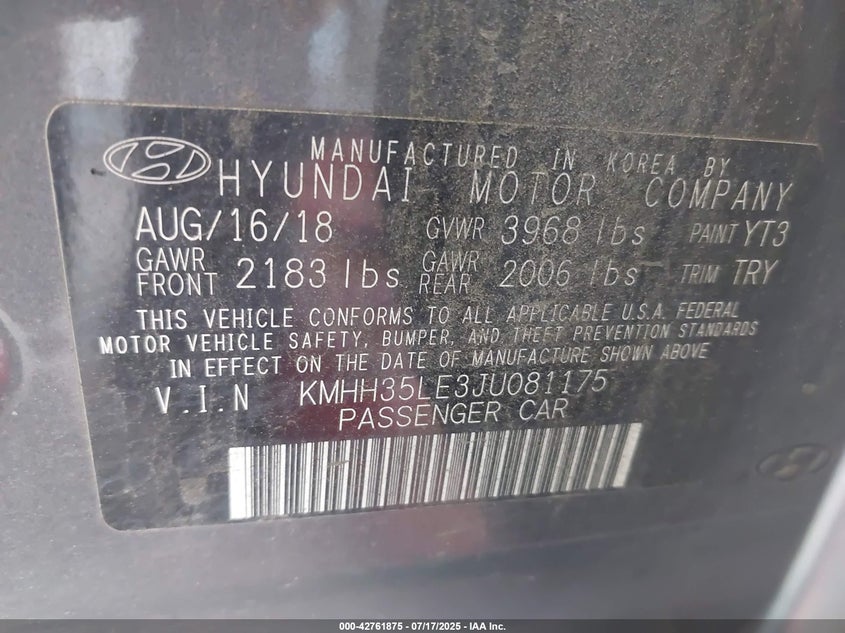 MANUFACTURED IN KOREA BY
HYUNDAI MOTOR COMPANY
AUG/16/18 GVWR 3968 lbs PAINT YT3
GAWR FRONT 2183 lbs GAWR REAR 2006 lbs TRIM TRY
THIS VEHICLE CONFORMS TO ALL APPLICABLE U.S.A. FEDERAL
MOTOR VEHICLE SAFETY, BUMPER, AND THEFT PREVENTION STANDARDS
IN EFFECT ON THE DATE OF MANUFACTURE SHOWN ABOVE
V.I.N KMHH35LE3JU081175
PASSENGER CAR
000-42761875 / 07/17/2025 - IAA Inc.